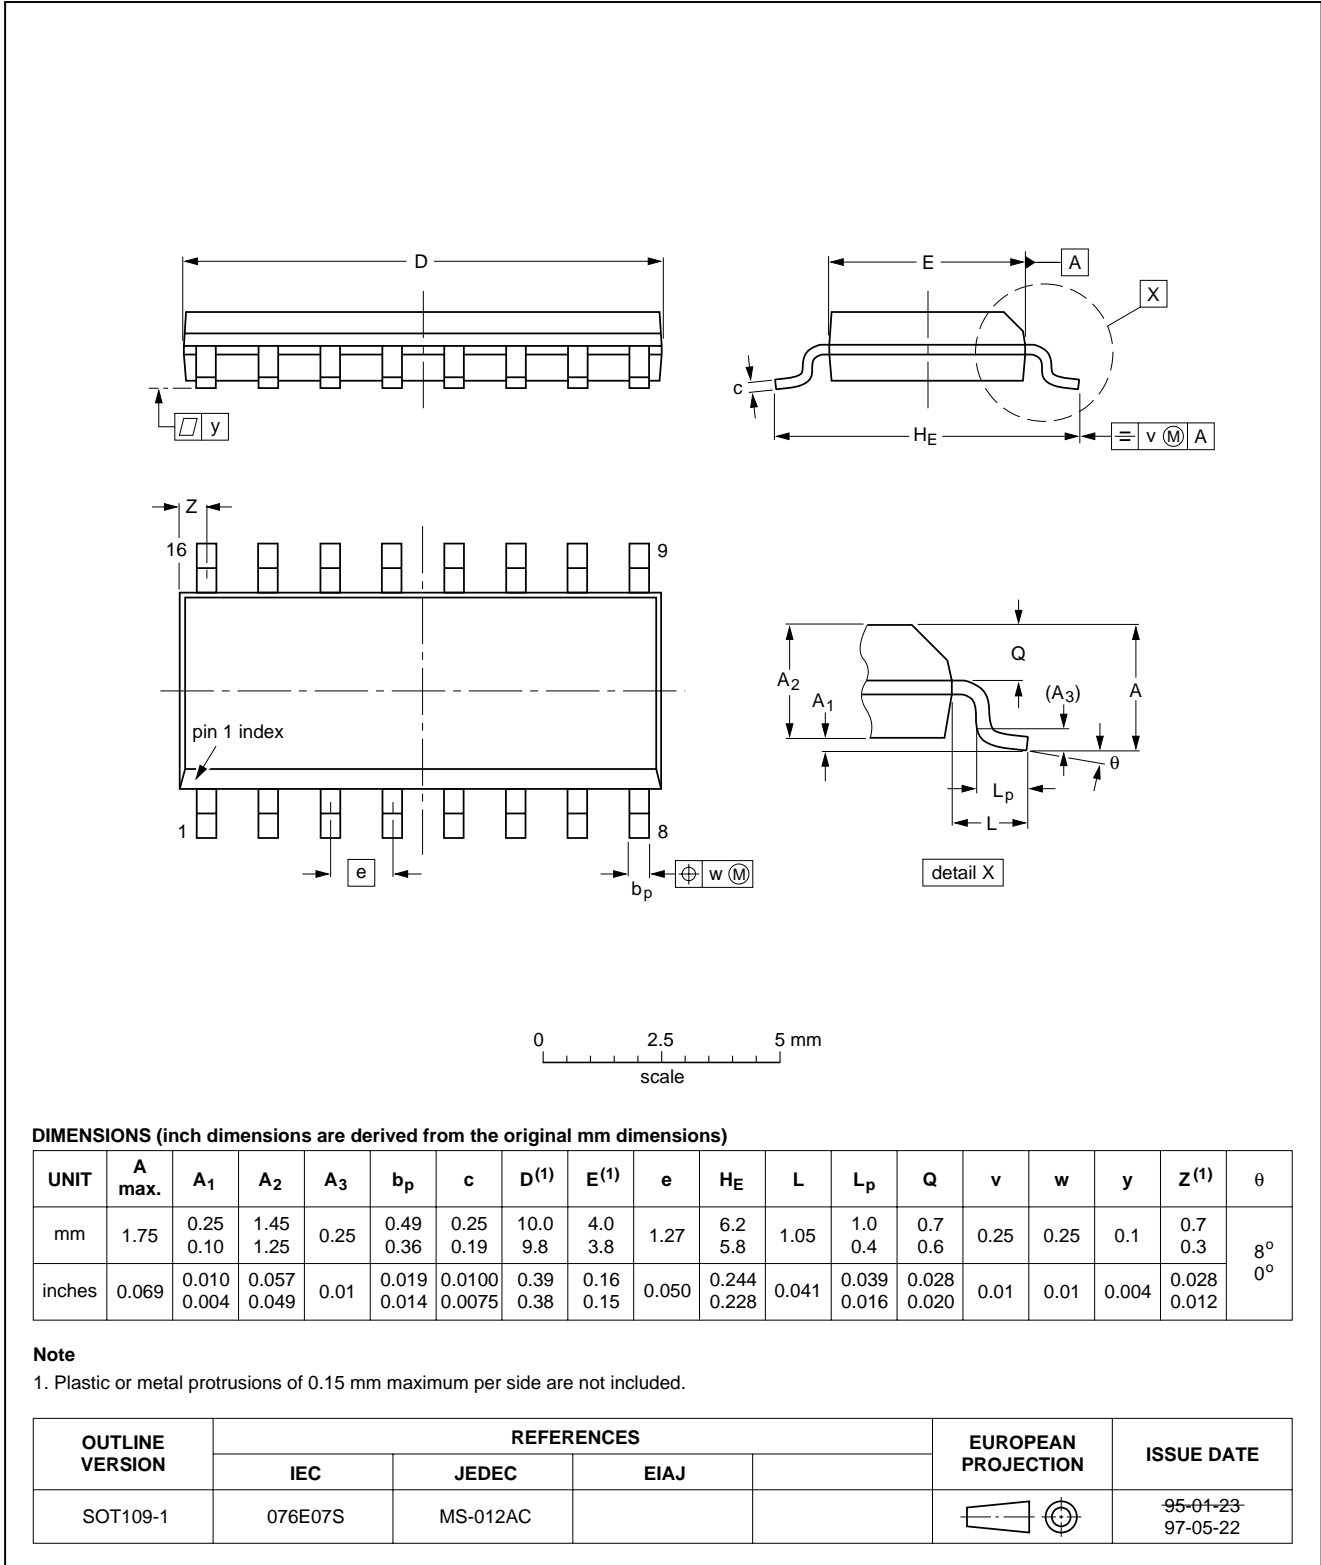 D
E
A
X
c
y
HE
v M A
Z
16
9
pin 1 index
1
8
e
bp
w M
Q
A2
A1
(A3)
A
θ
Lp
L
detail X
0 2.5 5 mm
scale
DIMENSIONS (inch dimensions are derived from the original mm dimensions)
UNIT A max. A1 A2 A3 bp c D(1) E(1) e HE L Lp Q v w y Z(1) θ
mm 1.75 0.25 0.10 1.45 1.25 0.25 0.49 0.36 0.25 0.19 10.0 9.8 4.0 3.8 1.27 6.2 5.8 1.05 1.0 0.4 0.7 0.6 0.25 0.25 0.1 0.7 0.3 8o 0o
inches 0.069 0.010 0.004 0.057 0.049 0.01 0.019 0.014 0.0100 0.0075 0.39 0.38 0.16 0.15 0.050 0.244 0.228 0.041 0.039 0.016 0.028 0.020 0.01 0.01 0.004 0.028 0.012
Note
1. Plastic or metal protrusions of 0.15 mm maximum per side are not included.
OUTLINE VERSION REFERENCES EUROPEAN PROJECTION ISSUE DATE
IEC JEDEC EIAJ
SOT109-1 076E07S MS-012AC 95-01-23
97-05-22